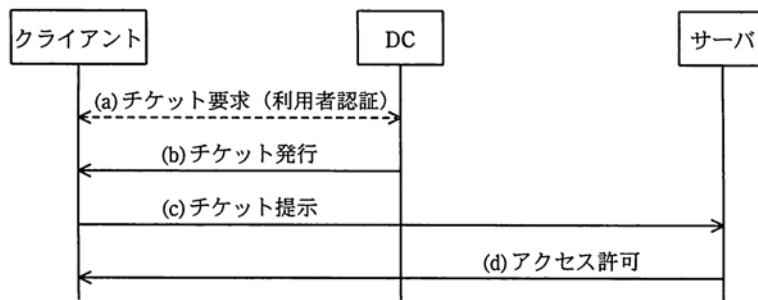 クライアント
DC
サーバ
(a)チケット要求（利用者認証）
(b)チケット発行
(c)チケット提示
(d)アクセス許可